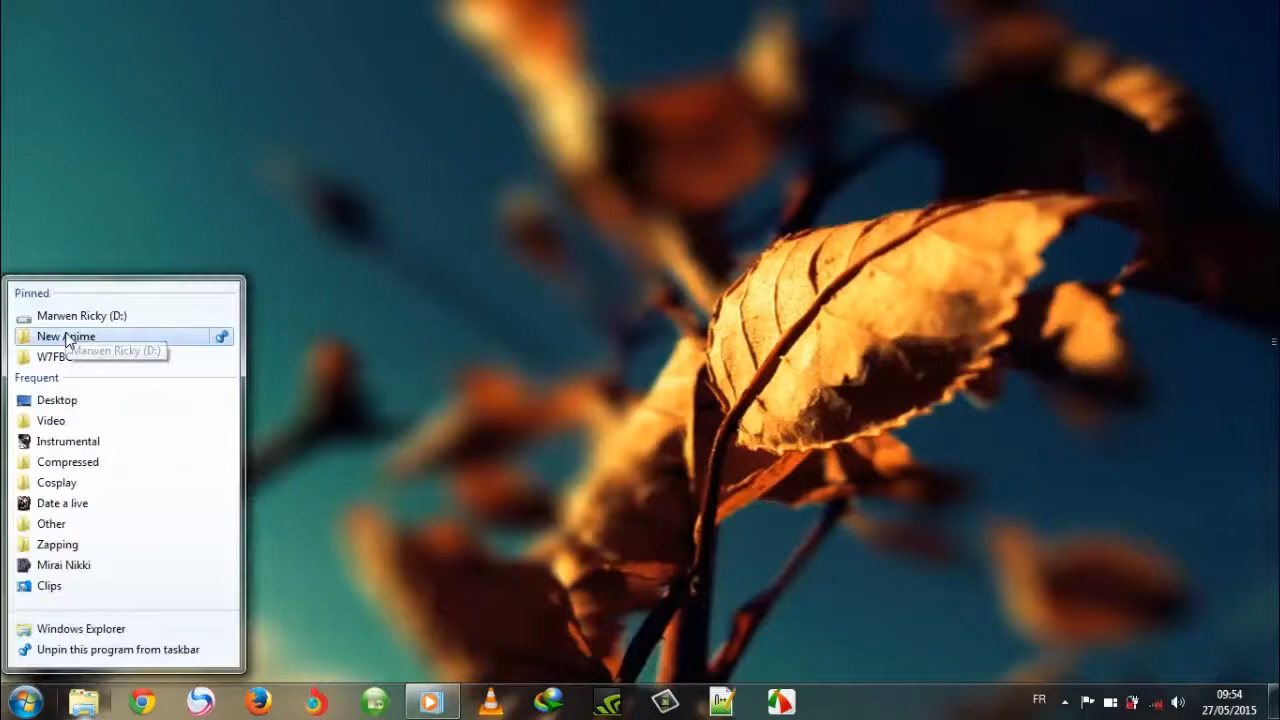 Pinned
Marwen Ricky (D:)
New Anime
Marwen Ricky (D:)
Frequent
Desktop
Video
Instrumental
Compressed
Cosplay
Date a live
Other
Zapping
Mirai Nikki
Clips
Windows Explorer
Unpin this program from taskbar
FR
09:54
27/05/2015